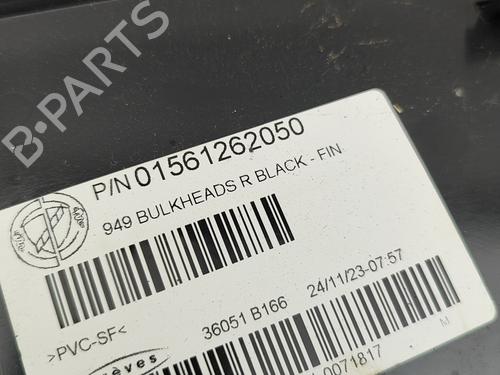 B-PARTS
P/N 01561262050
949 BULKHEADS R BLACK - FIN
36051 B166 24/11/23-07:57
>PVC-SF<
0071817 M